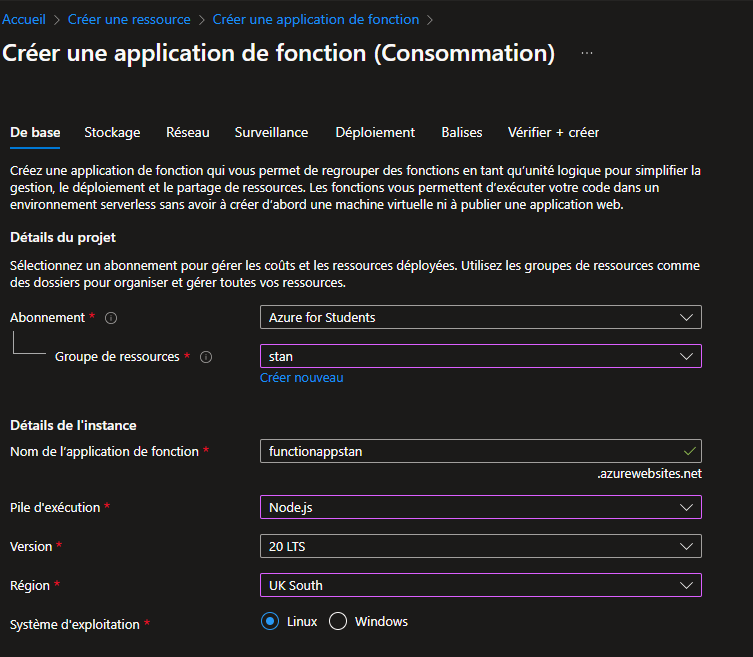 Accueil > Créer une ressource > Créer une application de fonction >
Créer une application de fonction (Consommation) ...
De base Stockage Réseau Surveillance Déploiement Balises Vérifier + créer
Créez une application de fonction qui vous permet de regrouper des fonctions en tant qu'unité logique pour simplifier la
gestion, le déploiement et le partage de ressources. Les fonctions vous permettent d'exécuter votre code dans un
environnement serverless sans avoir à créer d'abord une machine virtuelle ni à publier une application web.
Détails du projet
Sélectionnez un abonnement pour gérer les coûts et les ressources déployées. Utilisez les groupes de ressources comme
des dossiers pour organiser et gérer toutes vos ressources.
Abonnement * Azure for Students
Groupe de ressources * stan
Créer nouveau
Détails de l'instance
Nom de l'application de fonction * functionappstan
.azurewebsites.net
Pile d'exécution * Node.js
Version * 20 LTS
Région * UK South
Système d'exploitation * Linux Windows